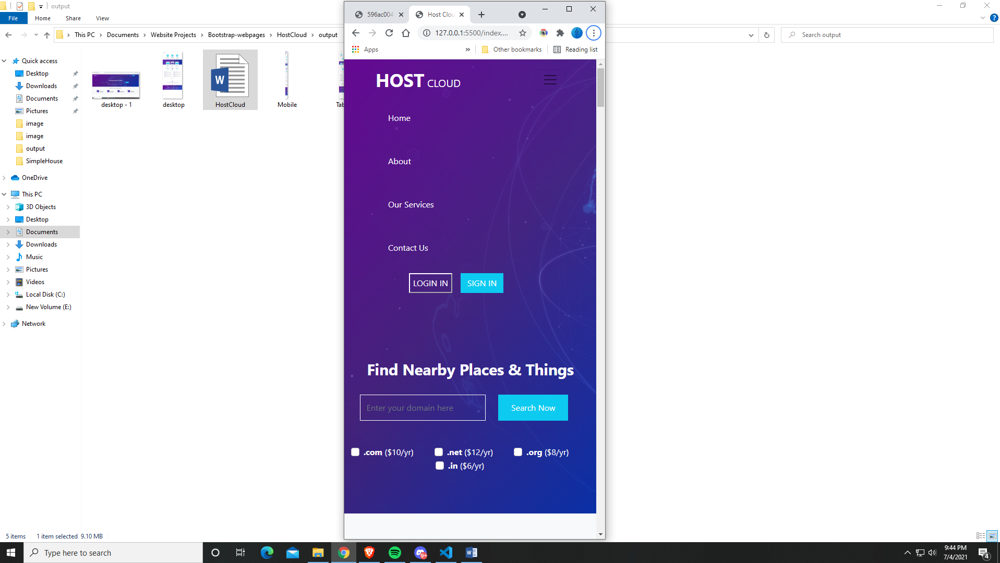 output
File Home Share View
This PC Documents Website Projects Bootstrap-webpages HostCloud output
Search output
Quick access
Desktop
Downloads
Documents
Pictures
image
image
output
SimpleHouse
OneDrive
This PC
3D Objects
Desktop
Documents
Downloads
Music
Pictures
Videos
Local Disk (C:)
New Volume (E:)
Network
desktop - 1 desktop HostCloud Mobile Tab
5 items 1 item selected 9.10 MB
596ac004 Host Clou
127.0.0.1:5500/index....
Apps » Other bookmarks Reading list
HOST CLOUD
Home
About
Our Services
Contact Us
LOGIN IN SIGN IN
Find Nearby Places & Things
Enter your domain here Search Now
.com ($10/yr) .net ($12/yr) .org ($8/yr)
.in ($6/yr)
Type here to search
9+
9:44 PM
7/4/2021
4